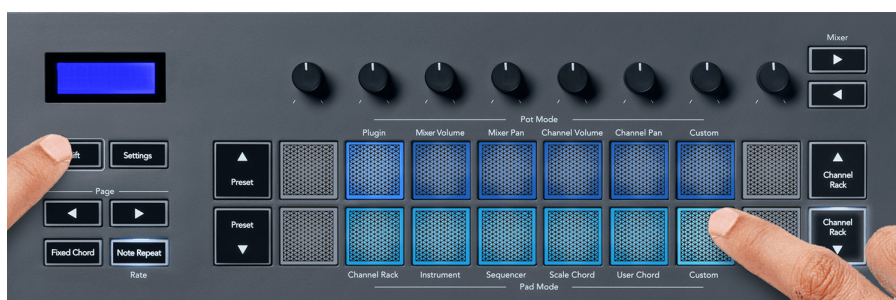 Mixer
Pot Mode
Plugin
Mixer Volume
Mixer Pan
Channel Volume
Channel Pan
Custom
Settings
Preset
Channel
Rack
Page
Preset
Channel
Rack
Fixed Chord
Note Repeat
Rate
Channel Rack
Instrument
Sequencer
Scale Chord
User Chord
Custom
Pad Mode